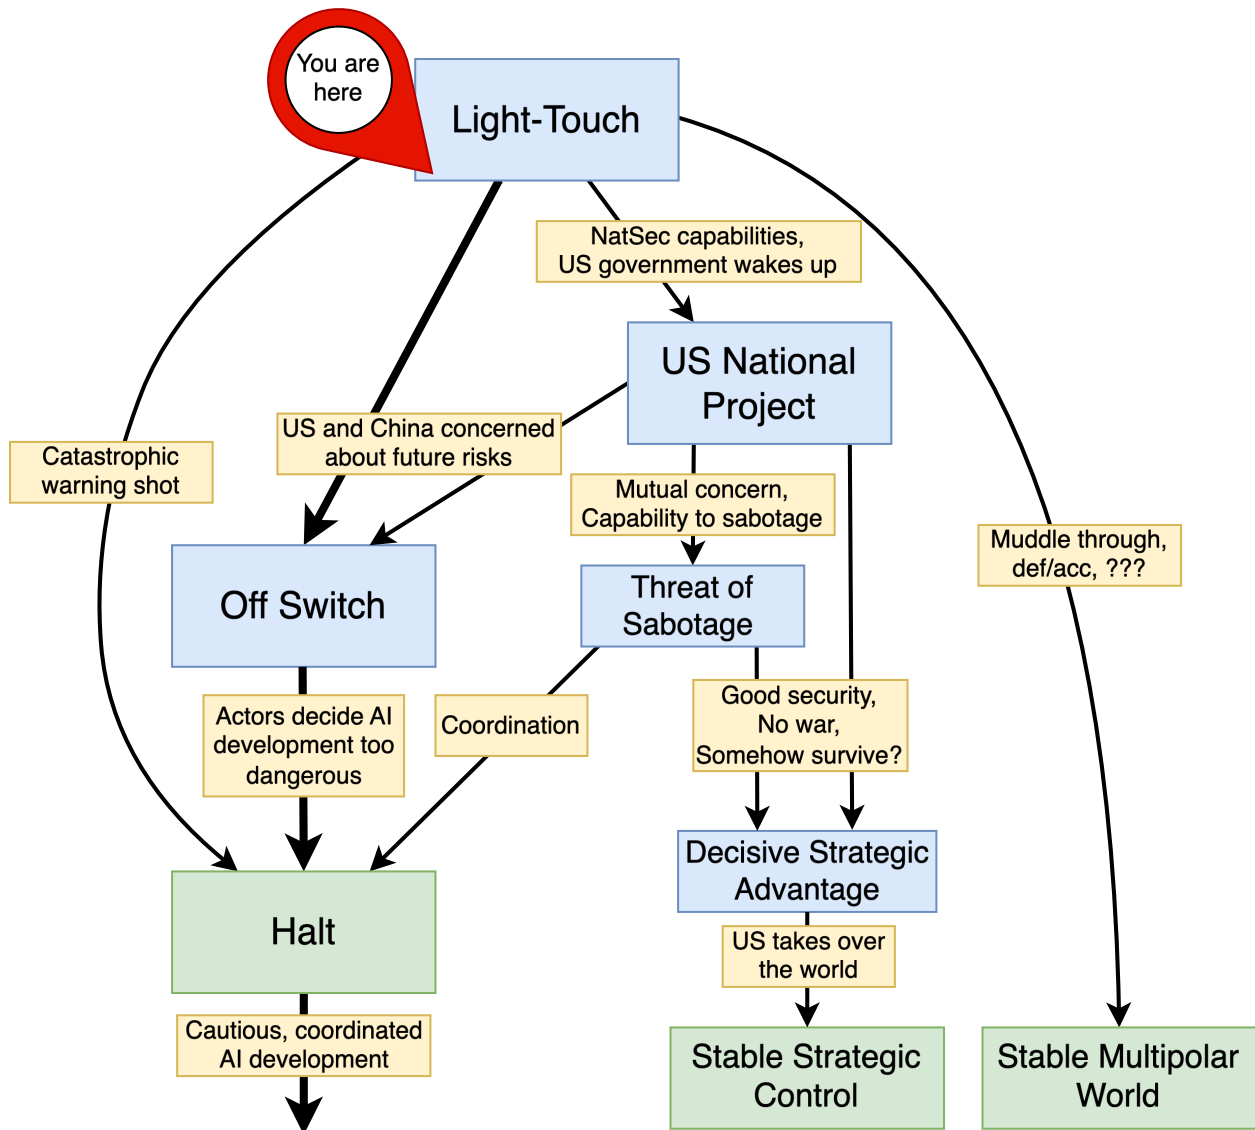 You are
here
Light-Touch
NatSec capabilities,
US government wakes up
US National
Project
US and China concerned
about future risks
Catastrophic
warning shot
Mutual concern,
Capability to sabotage
Muddle through,
def/acc, ???
Off Switch
Threat of
Sabotage
Actors decide AI
development too
dangerous
Coordination
Good security,
No war,
Somehow survive?
Decisive Strategic
Advantage
Halt
US takes over
the world
Cautious, coordinated
AI development
Stable Strategic
Control
Stable Multipolar
World